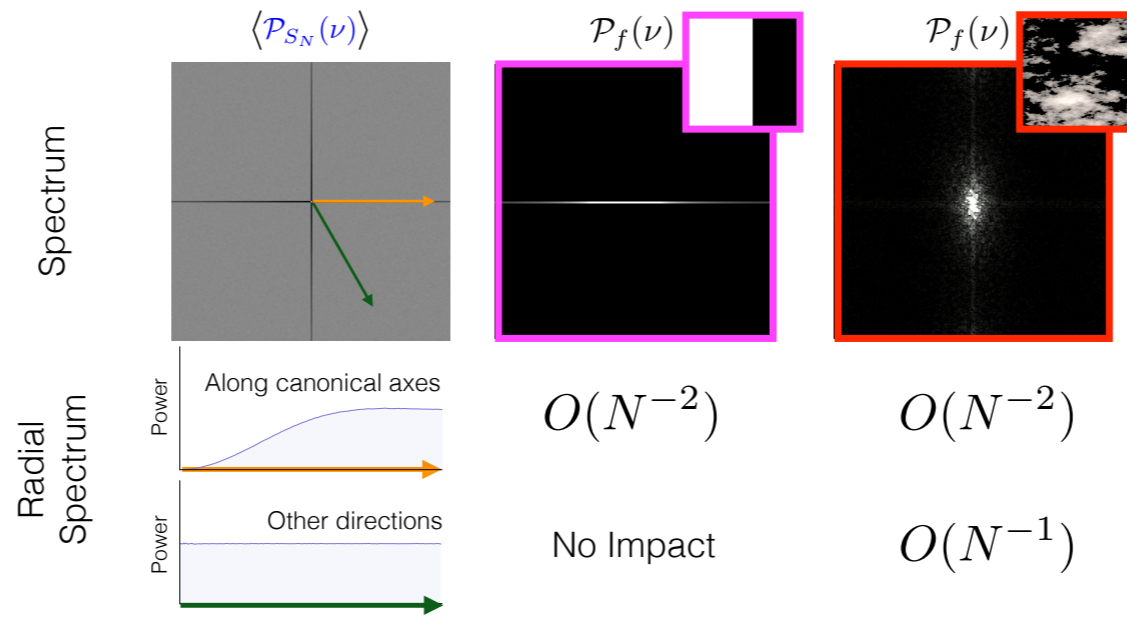 ⟨𝒫_{S_N}(ν)⟩
𝒫_f(ν)
𝒫_f(ν)
Spectrum
Radial
Spectrum
Power
Along canonical axes
O(N^{-2})
O(N^{-2})
Power
Other directions
No Impact
O(N^{-1})